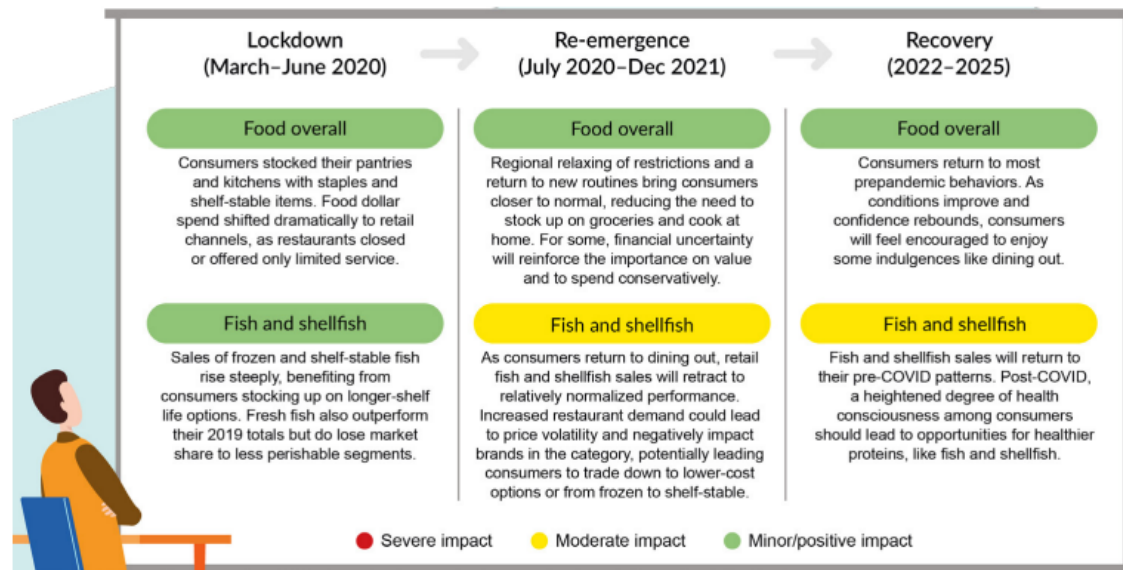 Lockdown
(March–June 2020)
Re-emergence
(July 2020–Dec 2021)
Recovery
(2022–2025)
Food overall
Consumers stocked their pantries
and kitchens with staples and
shelf-stable items. Food dollar
spend shifted dramatically to retail
channels, as restaurants closed
or offered only limited service.
Food overall
Regional relaxing of restrictions and a
return to new routines bring consumers
closer to normal, reducing the need to
stock up on groceries and cook at
home. For some, financial uncertainty
will reinforce the importance on value
and to spend conservatively.
Food overall
Consumers return to most
prepandemic behaviors. As
conditions improve and
confidence rebounds, consumers
will feel encouraged to enjoy
some indulgences like dining out.
Fish and shellfish
Sales of frozen and shelf-stable fish
rise steeply, benefiting from
consumers stocking up on longer-shelf
life options. Fresh fish also outperform
their 2019 totals but do lose market
share to less perishable segments.
Fish and shellfish
As consumers return to dining out, retail
fish and shellfish sales will retract to
relatively normalized performance.
Increased restaurant demand could lead
to price volatility and negatively impact
brands in the category, potentially leading
consumers to trade down to lower-cost
options or from frozen to shelf-stable.
Fish and shellfish
Fish and shellfish sales will return to
their pre-COVID patterns. Post-COVID,
a heightened degree of health
consciousness among consumers
should lead to opportunities for healthier
proteins, like fish and shellfish.
Severe impact
Moderate impact
Minor/positive impact